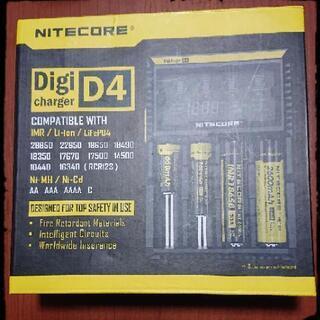 NITECORE®
Digi
charger D4
COMPATIBLE WITH
IMR / Li-ion / LiFePO4
26650 22650 18650 18490
18350 17670 17500 14500
10440 16340 (RCR123)
Ni-MH / Ni-Cd
AA AAA AAAA C
DESIGNED FOR TOP SAFETY IN USE
• Fire Retardant Materials
• Intelligent Circuits
• Worldwide Insurance
NITECORE